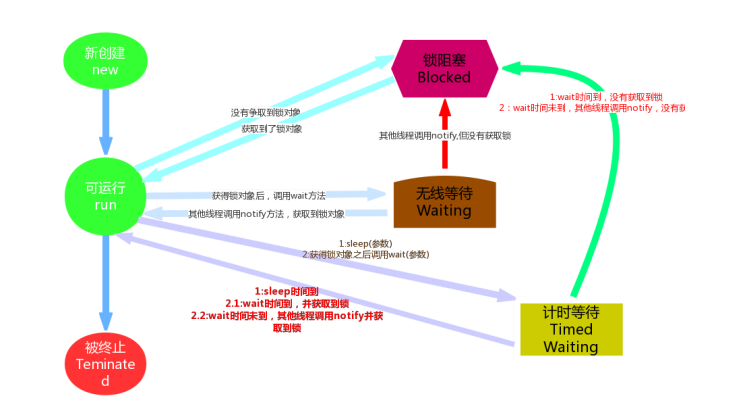 新创建
new
锁阻塞
Blocked
1:wait时间到，没有获取到锁
2：wait时间未到，其他线程调用notify，没有
没有争取到锁对象
获取到了锁对象
其他线程调用notify,但没有获取锁
可运行
run
获得锁对象后，调用wait方法
其他线程调用notify方法，获取到锁对象
无线等待
Waiting
1:sleep(参数)
2:获得锁对象之后调用wait(参数)
1:sleep时间到
2.1:wait时间到，并获取到锁
2.2:wait时间未到，其他线程调用notify并获
取到锁
计时等待
Timed
Waiting
被终止
Teminate
d